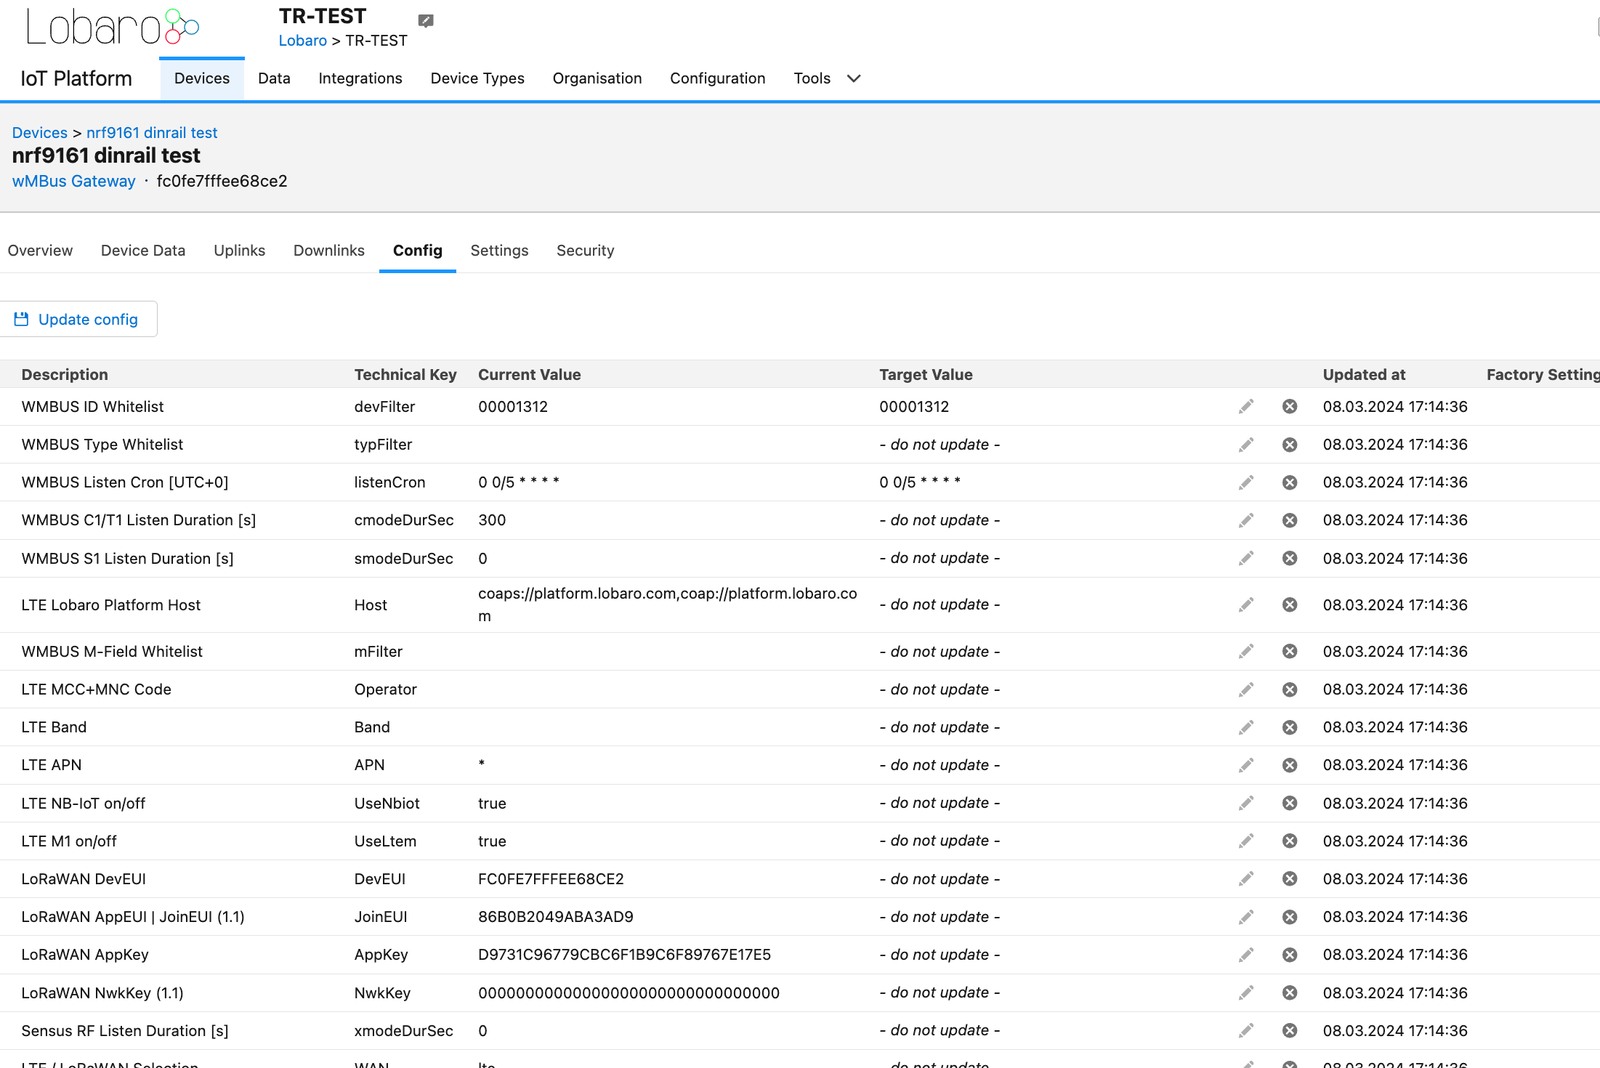 Lobaro
TR-TEST
Lobaro > TR-TEST
IoT Platform Devices Data Integrations Device Types Organisation Configuration Tools
Devices > nrf9161 dinrail test
nrf9161 dinrail test
wMBus Gateway · fc0fe7fffee68ce2
Overview Device Data Uplinks Downlinks Config Settings Security
Update config
Description Technical Key Current Value Target Value Updated at Factory Setting
WMBUS ID Whitelist devFilter 00001312 00001312 08.03.2024 17:14:36
WMBUS Type Whitelist typFilter - do not update - 08.03.2024 17:14:36
WMBUS Listen Cron [UTC+0] listenCron 0 0/5 * * * * 0 0/5 * * * * 08.03.2024 17:14:36
WMBUS C1/T1 Listen Duration [s] cmodeDurSec 300 - do not update - 08.03.2024 17:14:36
WMBUS S1 Listen Duration [s] smodeDurSec 0 - do not update - 08.03.2024 17:14:36
LTE Lobaro Platform Host Host coaps://platform.lobaro.com,coap://platform.lobaro.co - do not update - 08.03.2024 17:14:36
m
WMBUS M-Field Whitelist mFilter - do not update - 08.03.2024 17:14:36
LTE MCC+MNC Code Operator - do not update - 08.03.2024 17:14:36
LTE Band Band - do not update - 08.03.2024 17:14:36
LTE APN APN * - do not update - 08.03.2024 17:14:36
LTE NB-IoT on/off UseNbiot true - do not update - 08.03.2024 17:14:36
LTE M1 on/off UseLtem true - do not update - 08.03.2024 17:14:36
LoRaWAN DevEUI DevEUI FC0FE7FFFEE68CE2 - do not update - 08.03.2024 17:14:36
LoRaWAN AppEUI | JoinEUI (1.1) JoinEUI 86B0B2049ABA3AD9 - do not update - 08.03.2024 17:14:36
LoRaWAN AppKey AppKey D9731C96779CBC6F1B9C6F89767E17E5 - do not update - 08.03.2024 17:14:36
LoRaWAN NwkKey (1.1) NwkKey 00000000000000000000000000000000 - do not update - 08.03.2024 17:14:36
Sensus RF Listen Duration [s] xmodeDurSec 0 - do not update - 08.03.2024 17:14:36
LTE / LoRaWAN Selection WAN lte - do not update - 08.03.2024 17:14:36